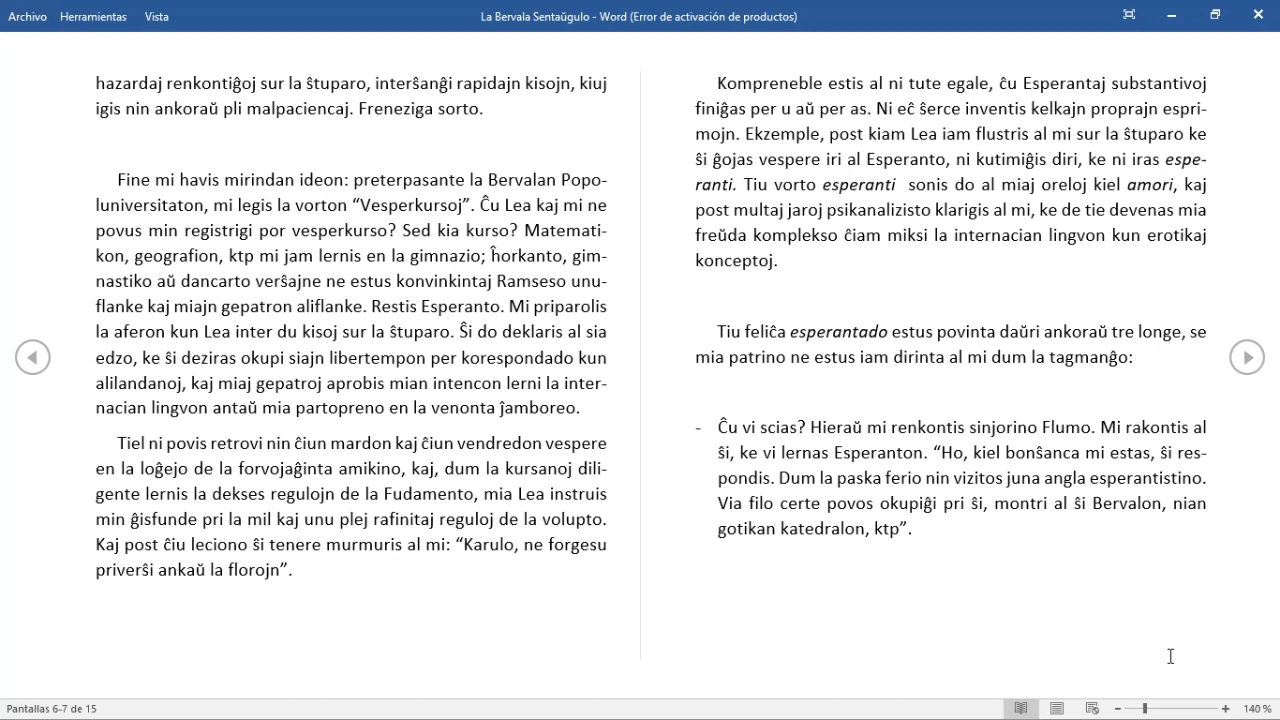 Archivo Herramientas Vista La Bervala Sentaŭgulo - Word (Error de activación de productos)
hazardaj renkontiĝoj sur la ŝtuparo, interŝanĝi rapidajn kisojn, kiuj
igis nin ankoraŭ pli malpaciencaj. Freneziga sorto.
Fine mi havis mirindan ideon: preterpasante la Bervalan Popo-
luniversitaton, mi legis la vorton “Vesperkursoj”. Ĉu Lea kaj mi ne
povus min registrigi por vesperkurso? Sed kia kurso? Matemati-
kon, geografion, ktp mi jam lernis en la gimnazio; ĥorkanto, gim-
nastiko aŭ dancarto verŝajne ne estus konvinkintaj Ramseso unu-
flanke kaj miajn gepatron aliflanke. Restis Esperanto. Mi priparolis
la aferon kun Lea inter du kisoj sur la ŝtuparo. Ŝi do deklaris al sia
edzo, ke ŝi deziras okupi siajn libertempon per korespondado kun
alilandanoj, kaj miaj gepatroj aprobis mian intencon lerni la inter-
nacian lingvon antaŭ mia partopreno en la venonta ĵamboreo.
Tiel ni povis retrovi nin ĉiun mardon kaj ĉiun vendredon vespere
en la loĝejo de la forvojaĝinta amikino, kaj, dum la kursanoj dili-
gente lernis la dekses regulojn de la Fudamento, mia Lea instruis
min ĝisfunde pri la mil kaj unu plej rafinitaj reguloj de la volupto.
Kaj post ĉiu leciono ŝi tenere murmuris al mi: “Karulo, ne forgesu
priverŝi ankaŭ la florojn”.
Kompreneble estis al ni tute egale, ĉu Esperantaj substantivoj
finiĝas per u aŭ per as. Ni eĉ ŝerce inventis kelkajn proprajn espri-
mojn. Ekzemple, post kiam Lea iam flustris al mi sur la ŝtuparo ke
ŝi ĝojas vespere iri al Esperanto, ni kutimiĝis diri, ke ni iras espe-
ranti. Tiu vorto esperanti sonis do al miaj oreloj kiel amori, kaj
post multaj jaroj psikanalizisto klarigis al mi, ke de tie devenas mia
freŭda komplekso ĉiam miksi la internacian lingvon kun erotikaj
konceptoj.
Tiu feliĉa esperantado estus povinta daŭri ankoraŭ tre longe, se
mia patrino ne estus iam dirinta al mi dum la tagmanĝo:
- Ĉu vi scias? Hieraŭ mi renkontis sinjorino Flumo. Mi rakontis al
ŝi, ke vi lernas Esperanton. “Ho, kiel bonŝanca mi estas, ŝi res-
pondis. Dum la paska ferio nin vizitos juna angla esperantistino.
Via filo certe povos okupiĝi pri ŝi, montri al ŝi Bervalon, nian
gotikan katedralon, ktp”.
Pantallas 6-7 de 15 - + 140 %